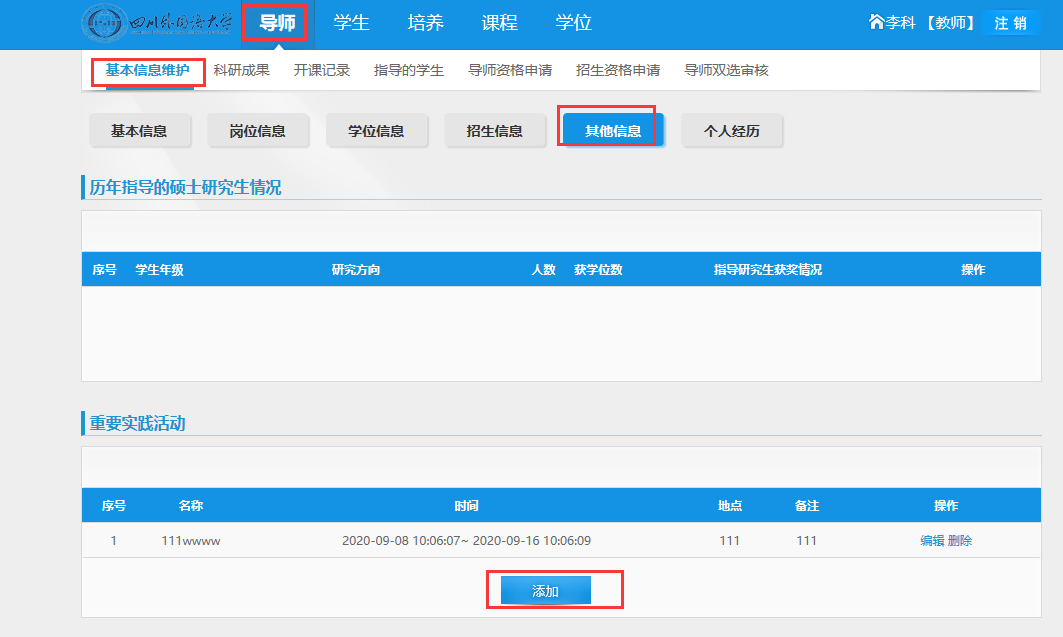 四川外国语大学 导师 学生 培养 课程 学位 李科 【教师】 注 销
基本信息维护 科研成果 开课记录 指导的学生 导师资格申请 招生资格申请 导师双选审核
基本信息 岗位信息 学位信息 招生信息 其他信息 个人经历
历年指导的硕士研究生情况
序号 学生年级 研究方向 人数 获学位数 指导研究生获奖情况 操作
重要实践活动
序号 名称 时间 地点 备注 操作
1 111wwww 2020-09-08 10:06:07~ 2020-09-16 10:06:09 111 111 编辑 删除
添加